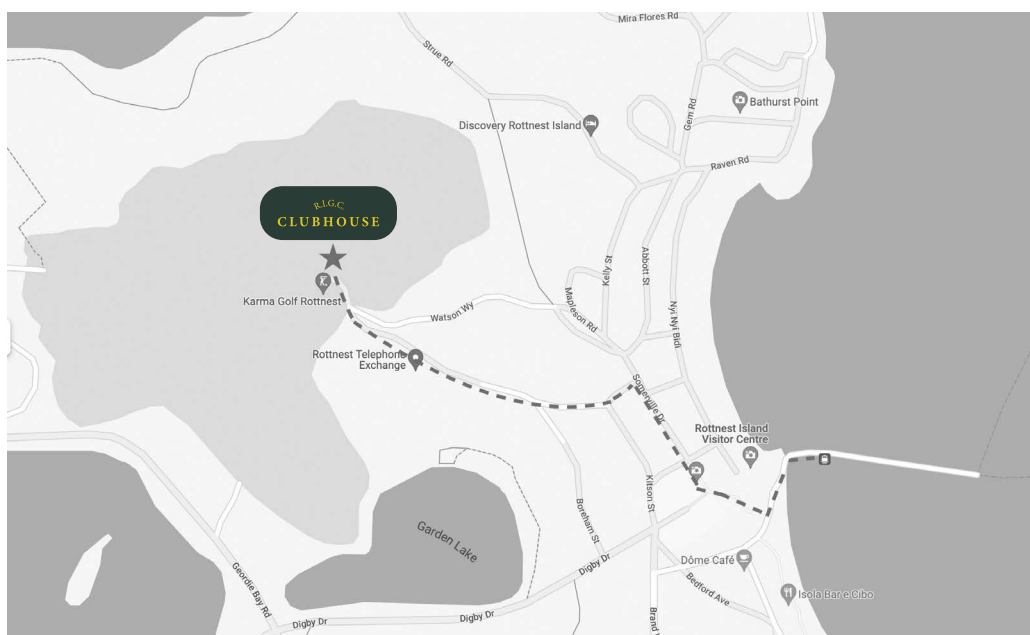 Mira Flores Rd
Strue Rd
Bathurst Point
Gem Rd
Discovery Rottnest Island
Raven Rd
R.I.G.C.
CLUBHOUSE
Kelly St
Abbott St
Karma Golf Rottnest
Watson Wy
Mapleson Rd
Nyi Nyi Bidi
Rottnest Telephone
Exchange
Somerville Dr
Rottnest Island
Visitor Centre
Kitson St
Boreham St
Garden Lake
Digby Dr
Dôme Café
Geordie Bay Rd
Bedford Ave
Isola Bar e Cibo
Digby Dr
Digby Dr
Brand